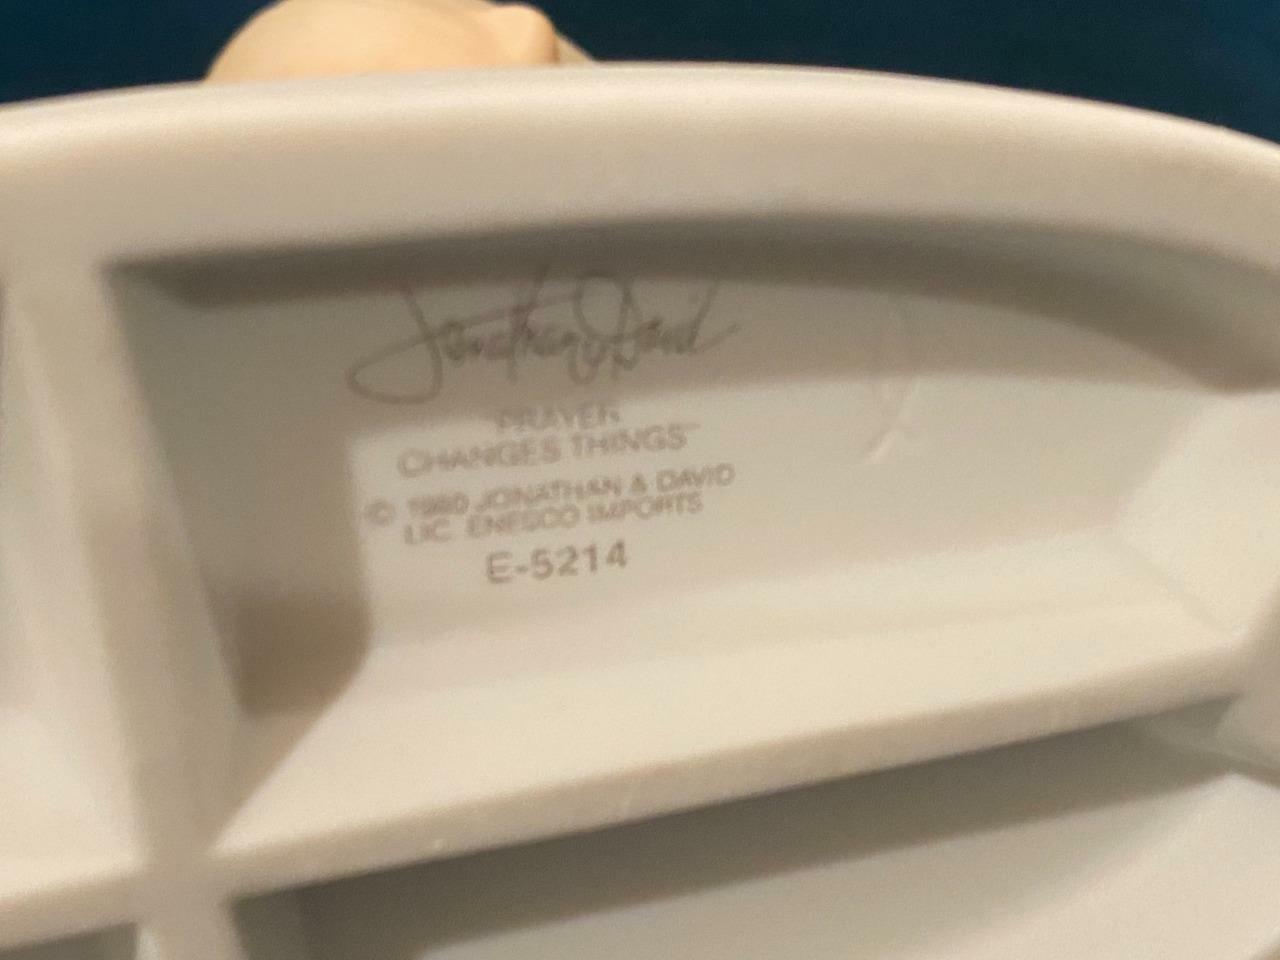 Jonathan & David
PRAYER
CHANGES THINGS™
© 1980 JONATHAN & DAVID
LIC. ENESCO IMPORTS
E-5214